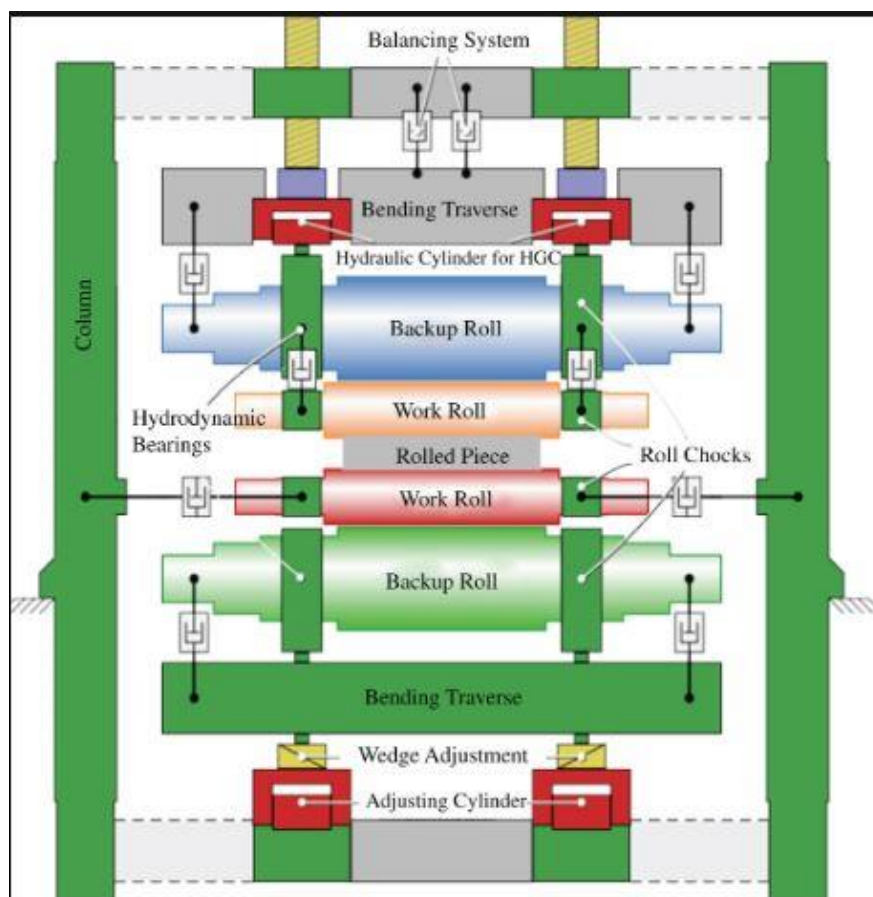 Balancing System
Bending Traverse
Hydraulic Cylinder for HGC
Column
Backup Roll
Hydrodynamic
Bearings
Work Roll
Rolled Piece
Roll Chocks
Work Roll
Backup Roll
Bending Traverse
Wedge Adjustment
Adjusting Cylinder